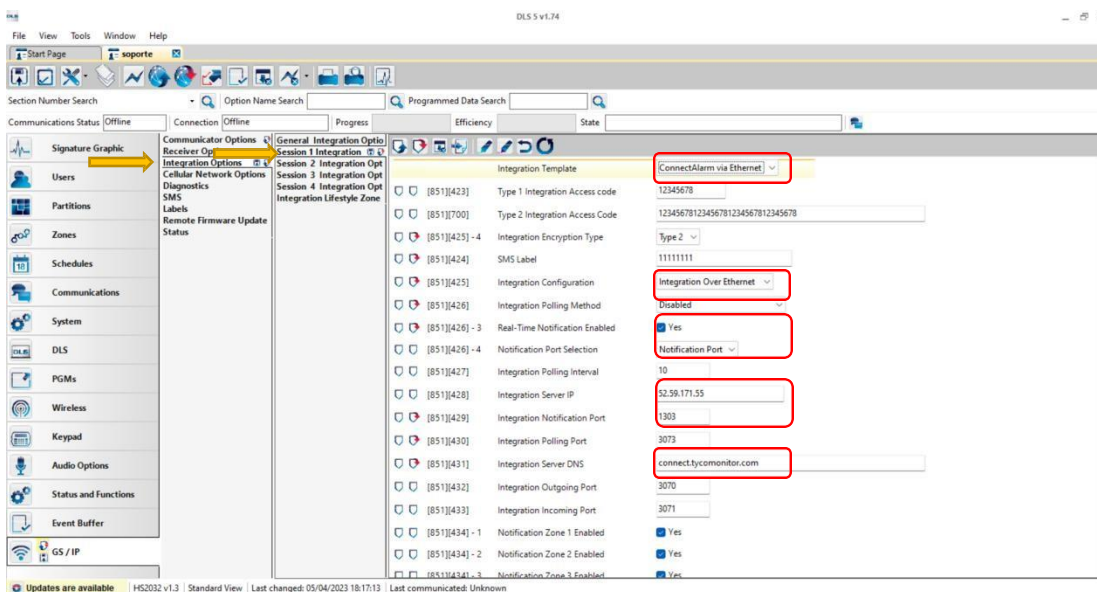 DLS
DLS 5 v1.74
File View Tools Window Help
Start Page soporte
Section Number Search Option Name Search Programmed Data Search
Communications Status Offline Connection Offline Progress Efficiency State
Signature Graphic
Users
Partitions
Zones
18 Schedules
Communications
System
DLS DLS
PGMs
Wireless
Keypad
Audio Options
Status and Functions
Event Buffer
GS / IP
Communicator Options
Receiver Op
Integration Options
Cellular Network Options
Diagnostics
SMS
Labels
Remote Firmware Update
Status
General Integration Optio
Session 1 Integration
Session 2 Integration Opt
Session 3 Integration Opt
Session 4 Integration Opt
Integration Lifestyle Zone
Integration Template ConnectAlarm via Ethernet
[851][423] Type 1 Integration Access code 12345678
[851][700] Type 2 Integration Access Code 12345678123456781234567812345678
[851][425] - 4 Integration Encryption Type Type 2
[851][424] SMS Label 11111111
[851][425] Integration Configuration Integration Over Ethernet
[851][426] Integration Polling Method Disabled
[851][426] - 3 Real-Time Notification Enabled Yes
[851][426] - 4 Notification Port Selection Notification Port
[851][427] Integration Polling Interval 10
[851][428] Integration Server IP 52.59.171.55
[851][429] Integration Notification Port 1303
[851][430] Integration Polling Port 3073
[851][431] Integration Server DNS connect.tycomonitor.com
[851][432] Integration Outgoing Port 3070
[851][433] Integration Incoming Port 3071
[851][434] - 1 Notification Zone 1 Enabled Yes
[851][434] - 2 Notification Zone 2 Enabled Yes
[851][434] - 3 Notification Zone 3 Enabled Yes
Updates are available HS2032 v1.3 Standard View Last changed: 05/04/2023 18:17:13 Last communicated: Unknown